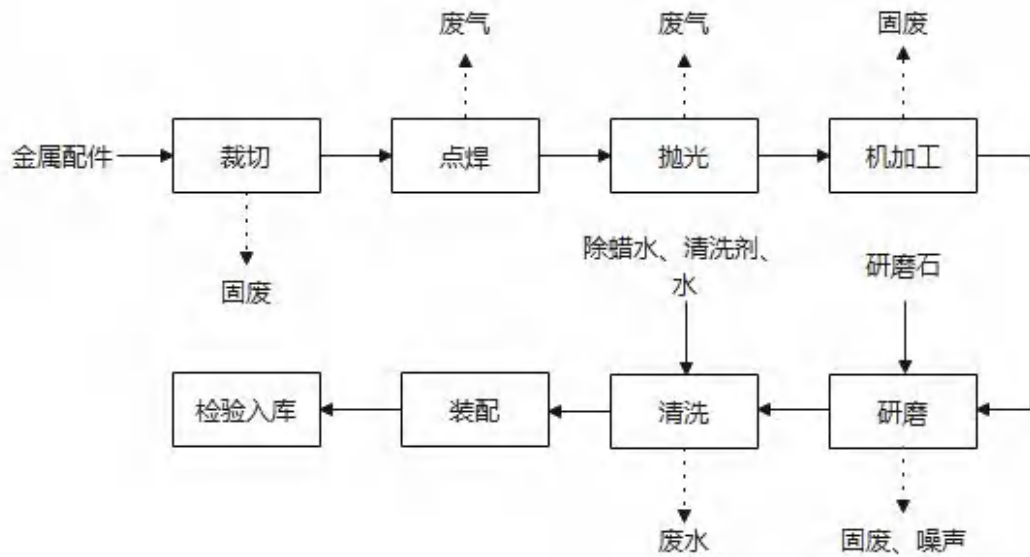 废气
废气
固废
金属配件
裁切
点焊
抛光
机加工
固废
除蜡水、清洗剂、
水
研磨石
检验入库
装配
清洗
研磨
废水
固废、噪声